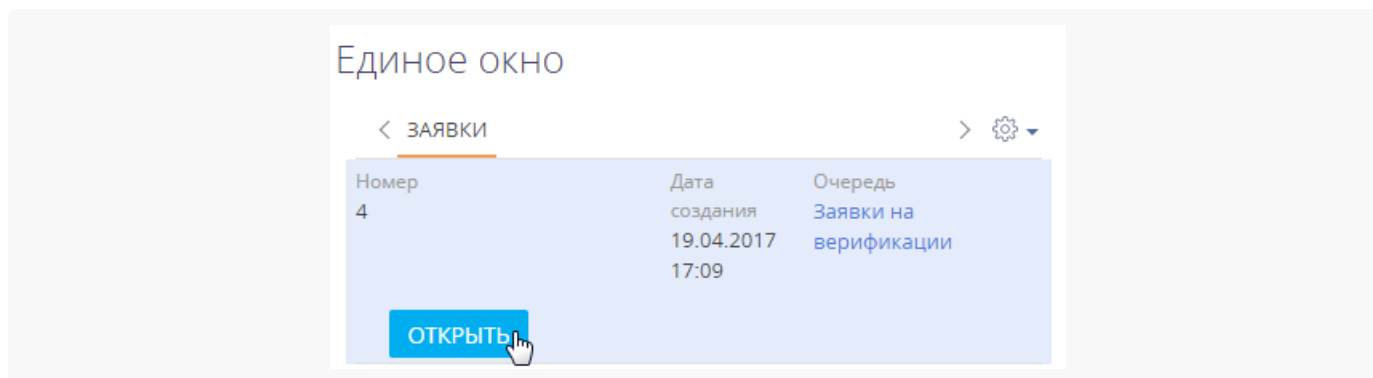 Единое окно
ЗАЯВКИ
Номер
4
Дата
создания
19.04.2017
17:09
Очередь
Заявки на
верификации
ОТКРЫТЬ